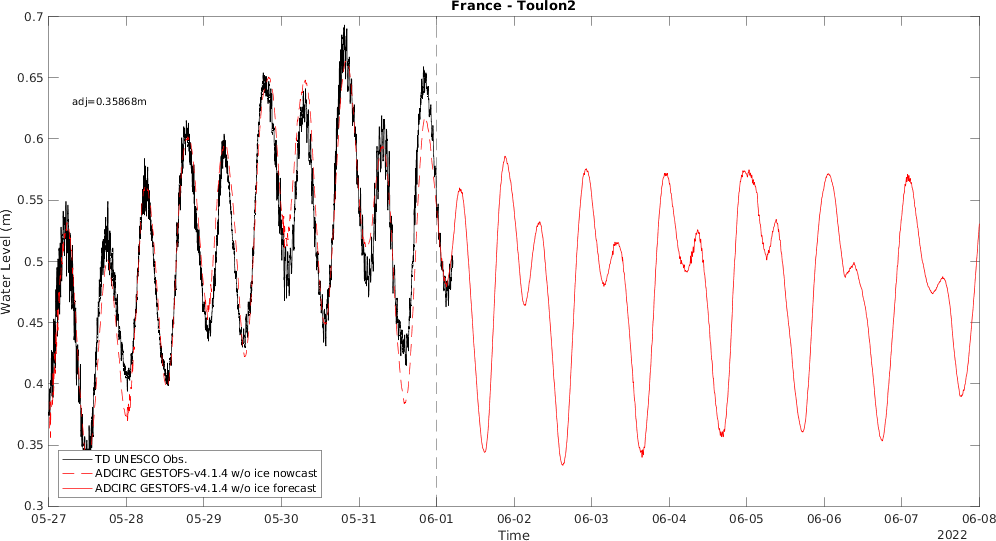 France - Toulon2
0.7
0.65
0.6
0.55
0.5
0.45
0.4
0.35
0.3
Water Level (m)
adj=0.35868m
TD UNESCO Obs.
ADCIRC GESTOFS-v4.1.4 w/o ice nowcast
ADCIRC GESTOFS-v4.1.4 w/o ice forecast
05-27 05-28 05-29 05-30 05-31 06-01 06-02 06-03 06-04 06-05 06-06 06-07 06-08
Time
2022